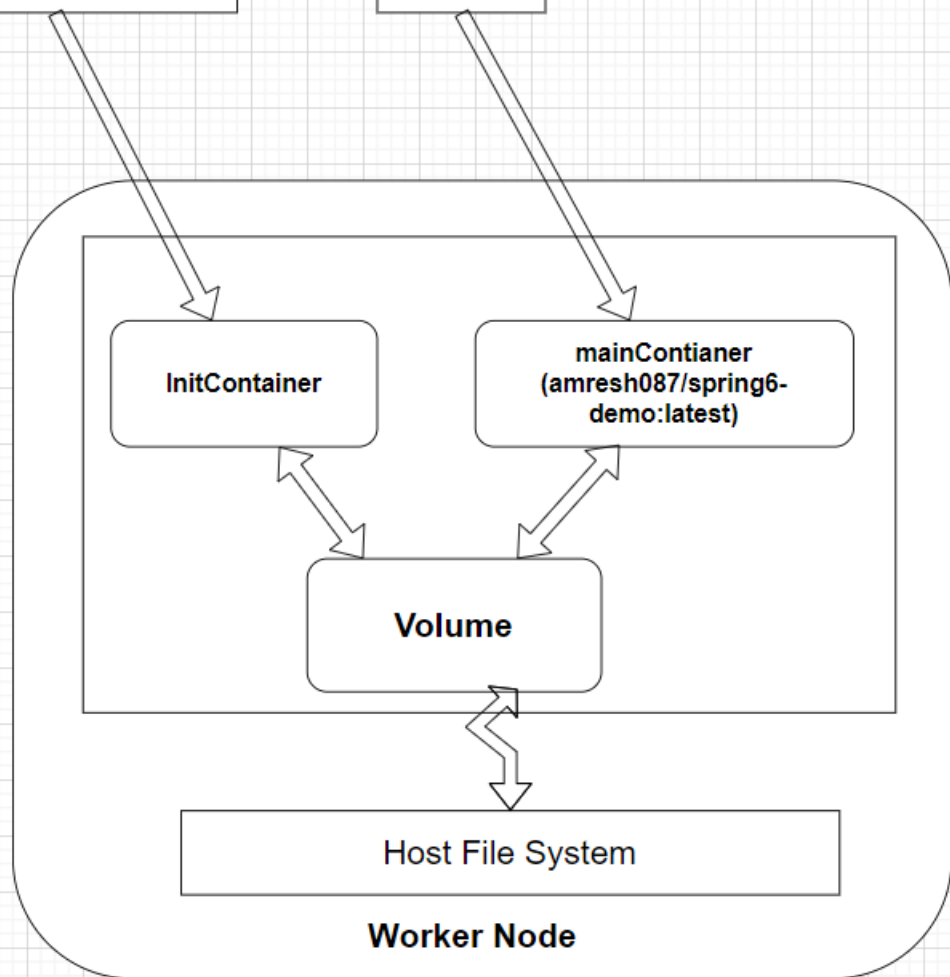 InitContainer
mainContianer
(amresh087/spring6-
demo:latest)
Volume
Host File System
Worker Node